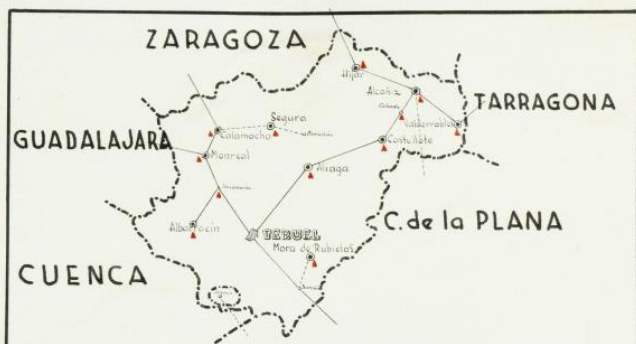 ZARAGOZA
Hijar
Alcañiz
TARRAGONA
Segura
Valderrobles
Calamocha
GUADALAJARA
Castellote
Monreal
Aliaga
C. de la PLANA
Albarracín
TERUEL
Mora de Rubielos
CUENCA